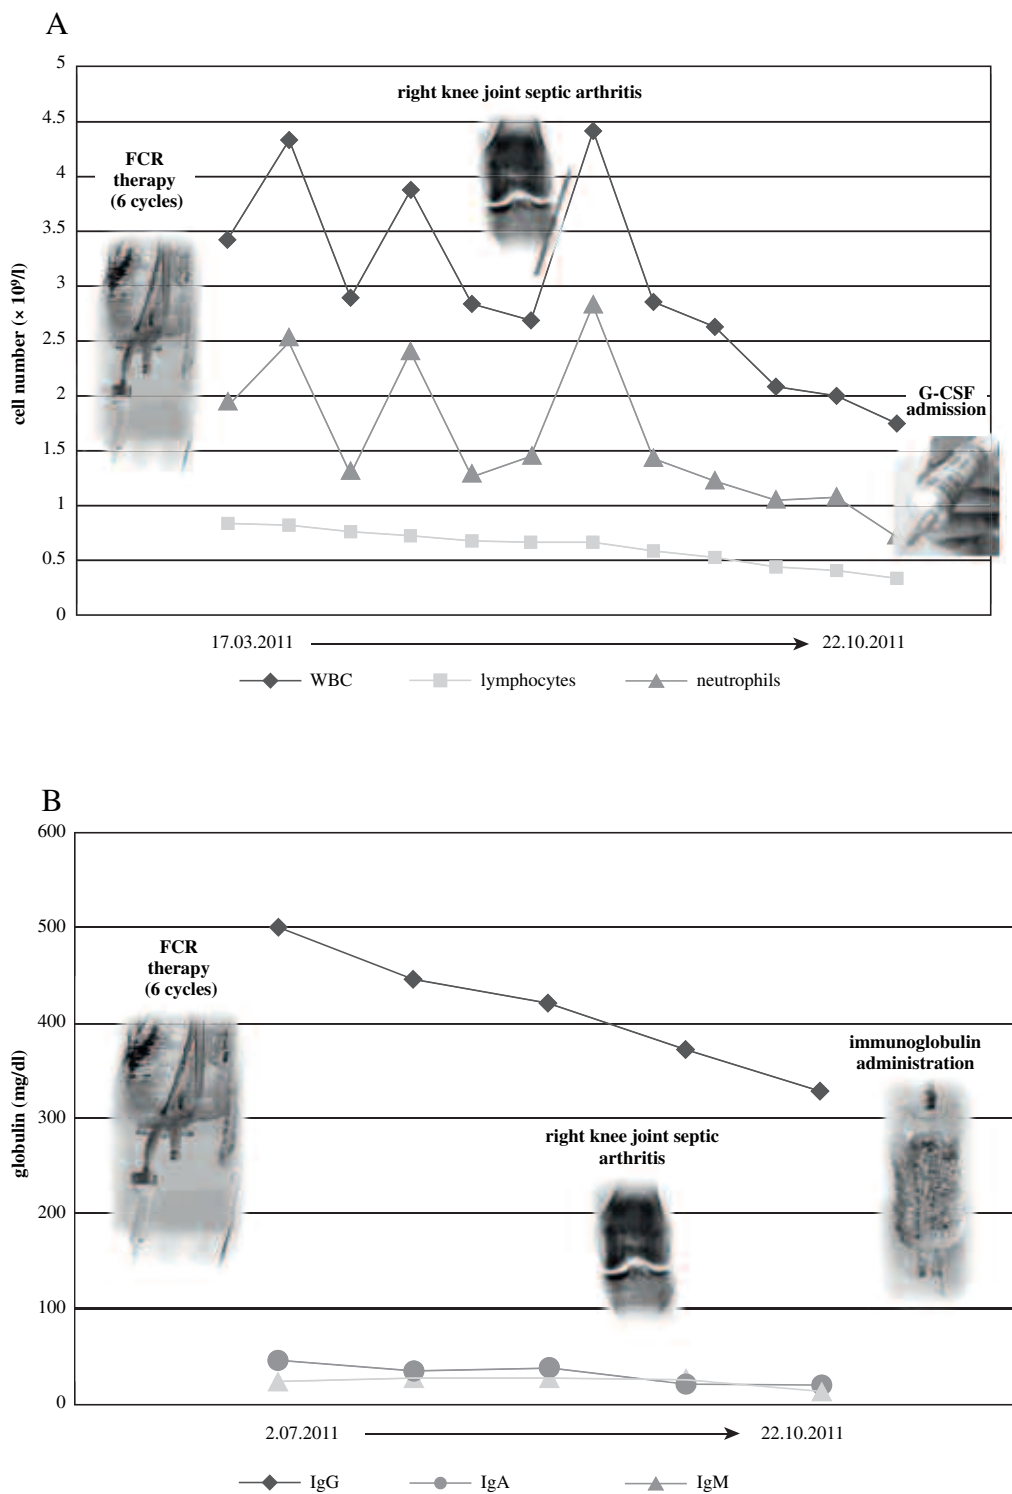 A
5
right knee joint septic arthritis
4.5
FCR
therapy
(6 cycles)
4
3.5
3
2.5
2
1.5
1
0.5
0
cell number (× 10⁹/l)
G-CSF
admission
17.03.2011
22.10.2011
WBC
lymphocytes
neutrophils
B
600
500
FCR
therapy
(6 cycles)
400
immunoglobulin
administration
300
right knee joint septic
arthritis
200
100
0
globulin (mg/dl)
2.07.2011
22.10.2011
IgG
IgA
IgM